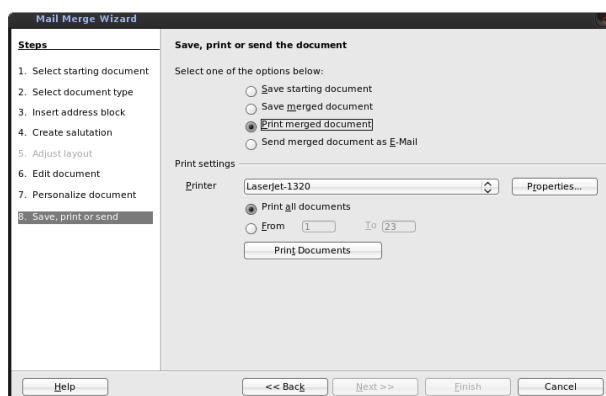 Mail Merge Wizard
Steps
1. Select starting document
2. Select document type
3. Insert address block
4. Create salutation
5. Adjust layout
6. Edit document
7. Personalize document
8. Save, print or send
Save, print or send the document
Select one of the options below:
Save starting document
Save merged document
Print merged document
Send merged document as E-Mail
Print settings
Printer LaserJet-1320 Properties...
Print all documents
From 1 To 23
Print Documents
Help << Back Next >> Finish Cancel